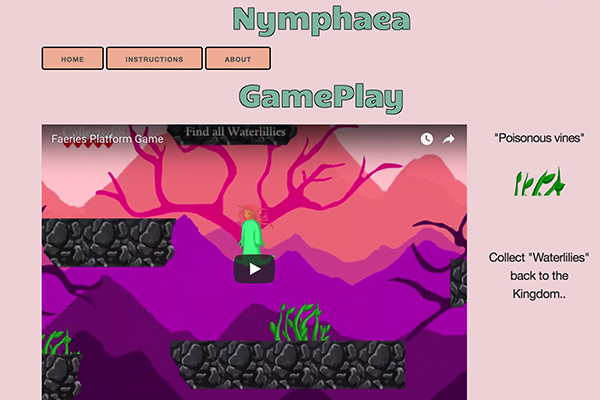 Nymphaea
HOME
INSTRUCTIONS
ABOUT
GamePlay
Faeries Platform Game
Find all Waterlillies
"Poisonous vines"
Collect "Waterlilies"
back to the
Kingdom..